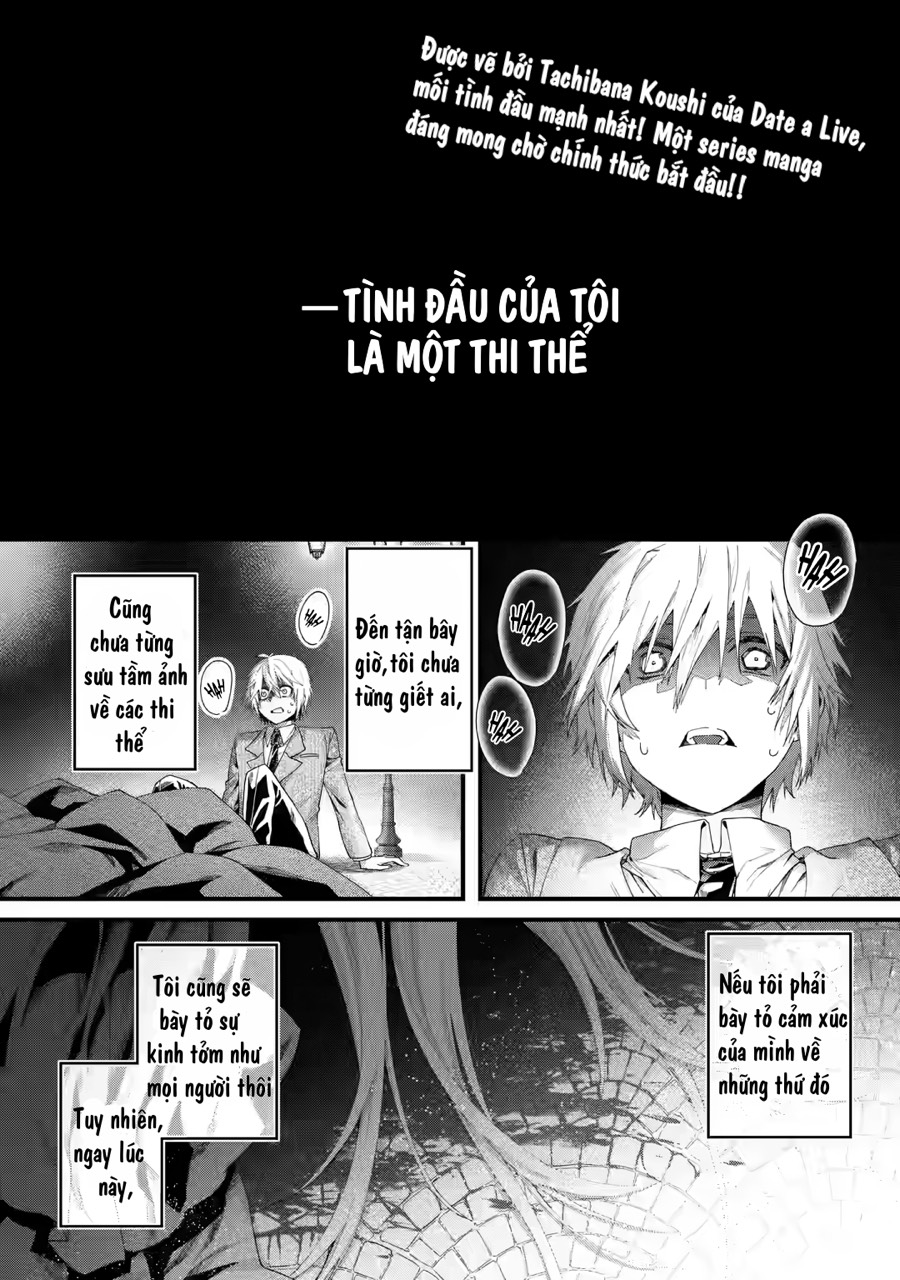 Được vẽ bởi Tachibana Koushi của Date a Live,
mối tình đầu mạnh nhất! Một series manga
đáng mong chờ chính thức bắt đầu!!
—TÌNH ĐẦU CỦA TÔI
LÀ MỘT THI THỂ
HAH
HAAH
HAH
Đến tận bây
giờ,tôi chưa
từng giết ai,
HAH
HAH
HAH
Cũng
chưa từng
sưu tầm ảnh
về các thi
thể
Nếu tôi phải
bày tỏ cảm xúc
của mình về
những thứ đó
Tôi cũng sẽ
bày tỏ sự
kinh tởm như
mọi người thôi
Tuy nhiên,
ngay lúc
này,